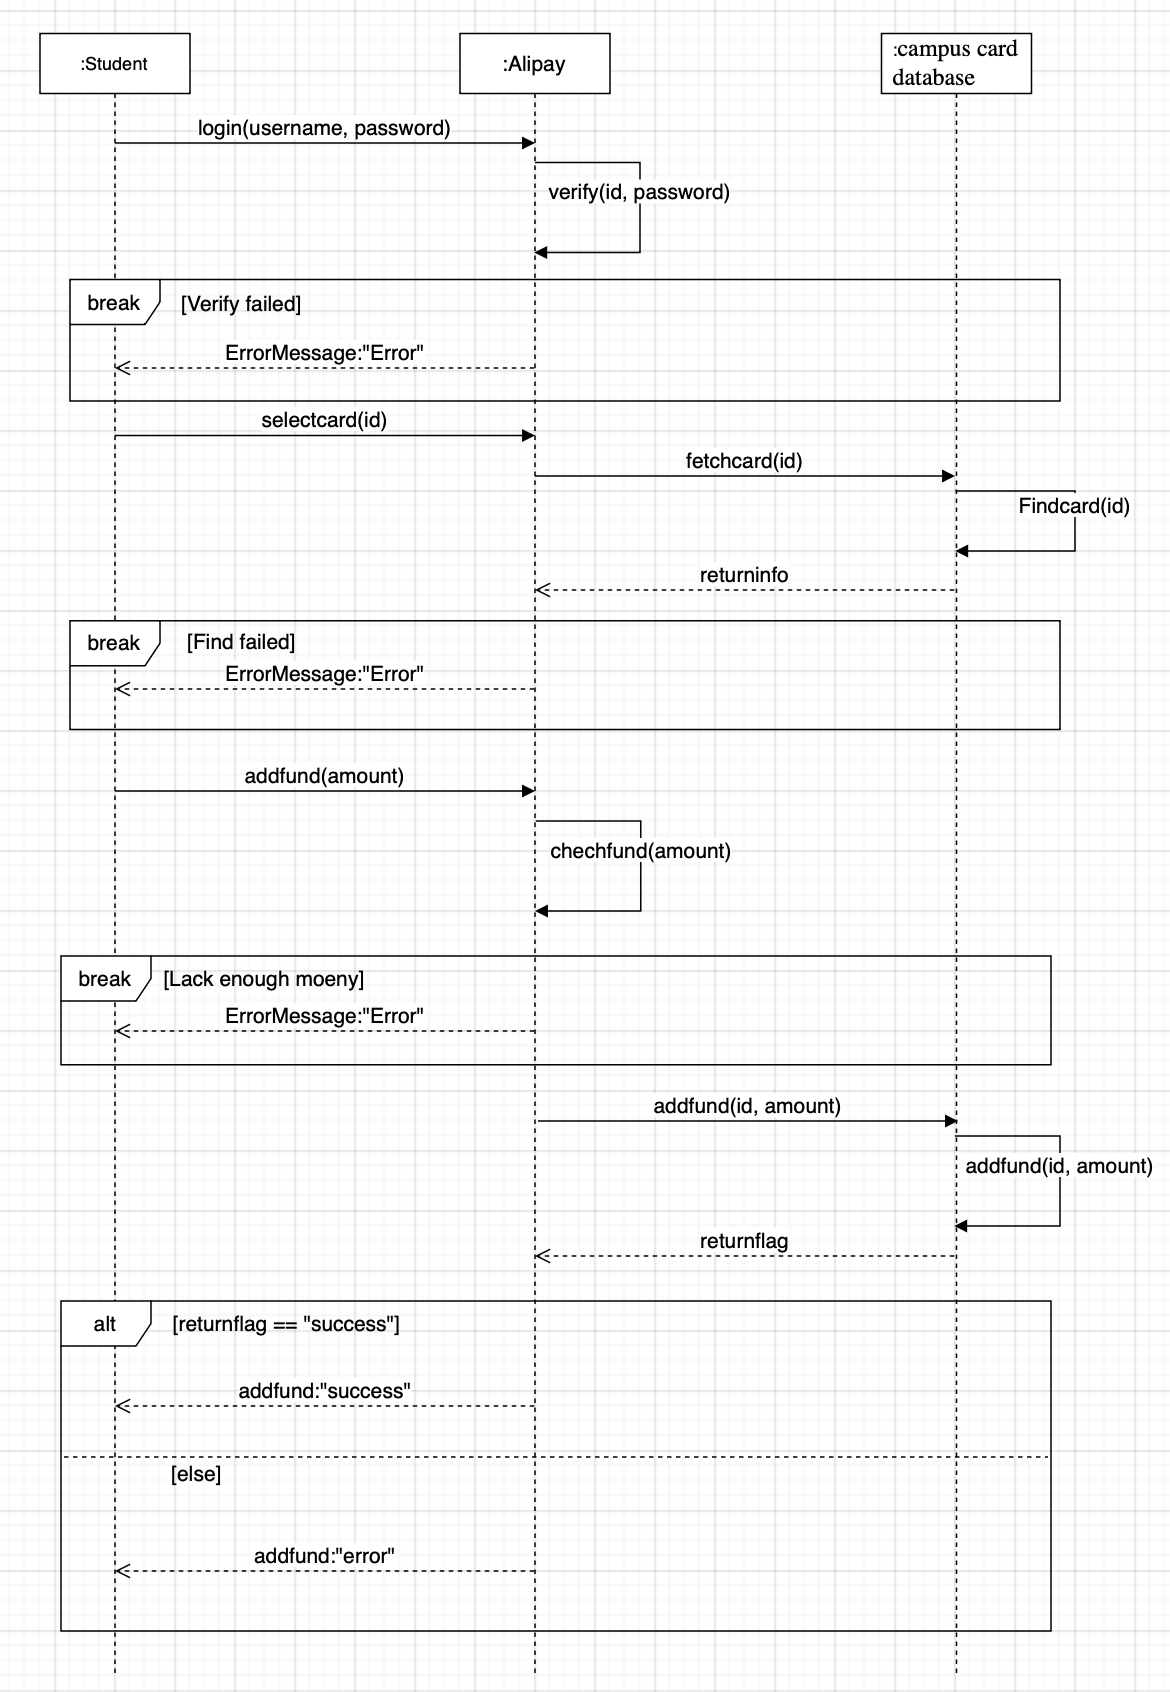 :Student
:Alipay
:campus card
database
login(username, password)
verify(id, password)
break
[Verify failed]
ErrorMessage:"Error"
selectcard(id)
fetchcard(id)
Findcard(id)
returninfo
break
[Find failed]
ErrorMessage:"Error"
addfund(amount)
chechfund(amount)
break
[Lack enough moeny]
ErrorMessage:"Error"
addfund(id, amount)
addfund(id, amount)
returnflag
alt
[returnflag == "success"]
addfund:"success"
[else]
addfund:"error"